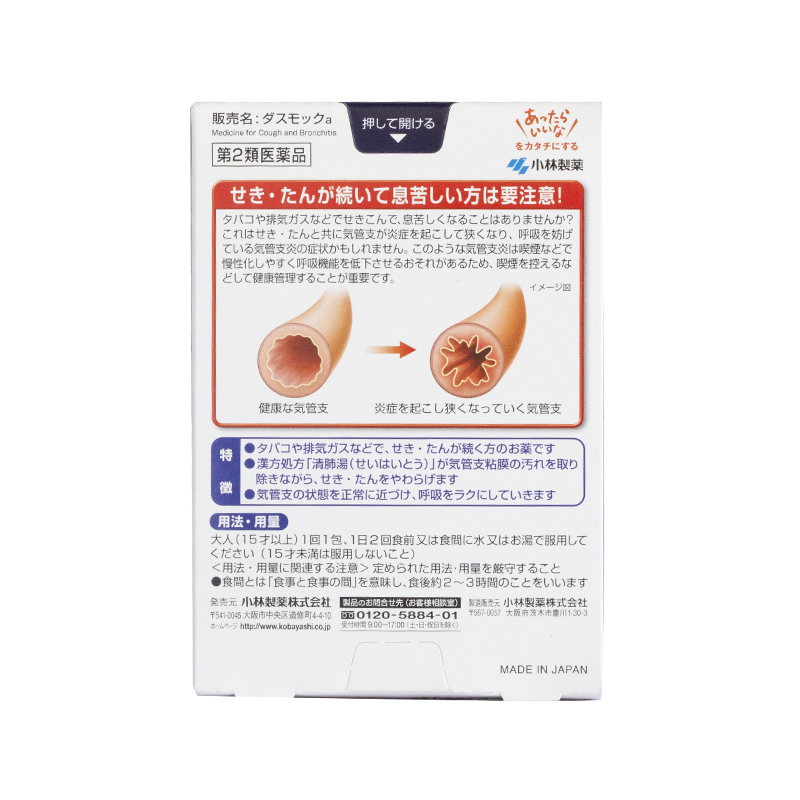 販売名：ダスモックa
Medicine for Cough and Bronchitis
第2類医薬品
押して開ける
あったら
いいな
をカタチにする
小林製薬
せき・たんが続いて息苦しい方は要注意！
タバコや排気ガスなどでせきこんで、息苦しくなることはありませんか？
これはせき・たんと共に気管支が炎症を起こして狭くなり、呼吸を妨げ
ている気管支炎の症状かもしれません。このような気管支炎は喫煙などで
慢性化しやすく呼吸機能を低下させるおそれがあるため、喫煙を控えるな
どして健康管理することが重要です。
イメージ図
健康な気管支
炎症を起こし狭くなっていく気管支
特徴
●タバコや排気ガスなどで、せき・たんが続く方のお薬です
●漢方処方「清肺湯（せいはいとう）」が気管支粘膜の汚れを取り
除きながら、せき・たんをやわらげます
●気管支の状態を正常に近づけ、呼吸をラクにしていきます
用法・用量
大人（15才以上）1回1包、1日2回食前又は食間に水又はお湯で服用して
ください（15才未満は服用しないこと）
＜用法・用量に関連する注意＞定められた用法・用量を厳守すること
●食間とは「食事と食事の間」を意味し、食後約2～3時間のことをいいます
発売元 小林製薬株式会社
〒541-0045 大阪市中央区道修町4-4-10
ホームページ http://www.kobayashi.co.jp
製品のお問合せ先（お客様相談室）
0120-5884-01
受付時間9:00~17:00（土・日・祝日を除く）
製造販売元 小林製薬株式会社
〒567-0057 大阪府茨木市豊川1-30-3
MADE IN JAPAN